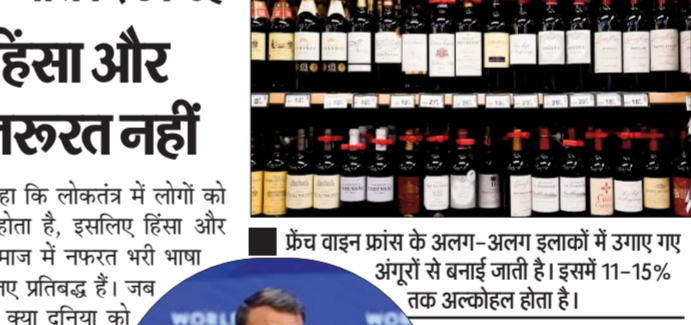 हिंसा और
जरूरत नहीं
कि लोकतंत्र में लोगों को
होता है, इसलिए हिंसा और
में नफरत भरी भाषा
प्रतिबद्ध हैं। जब
क्या दुनिया को
फ्रेंच वाइन फ्रांस के अलग-अलग इलाकों में उगाए गए
अंगूरों से बनाई जाती है। इसमें 11-15%
तक अल्कोहल होता है।